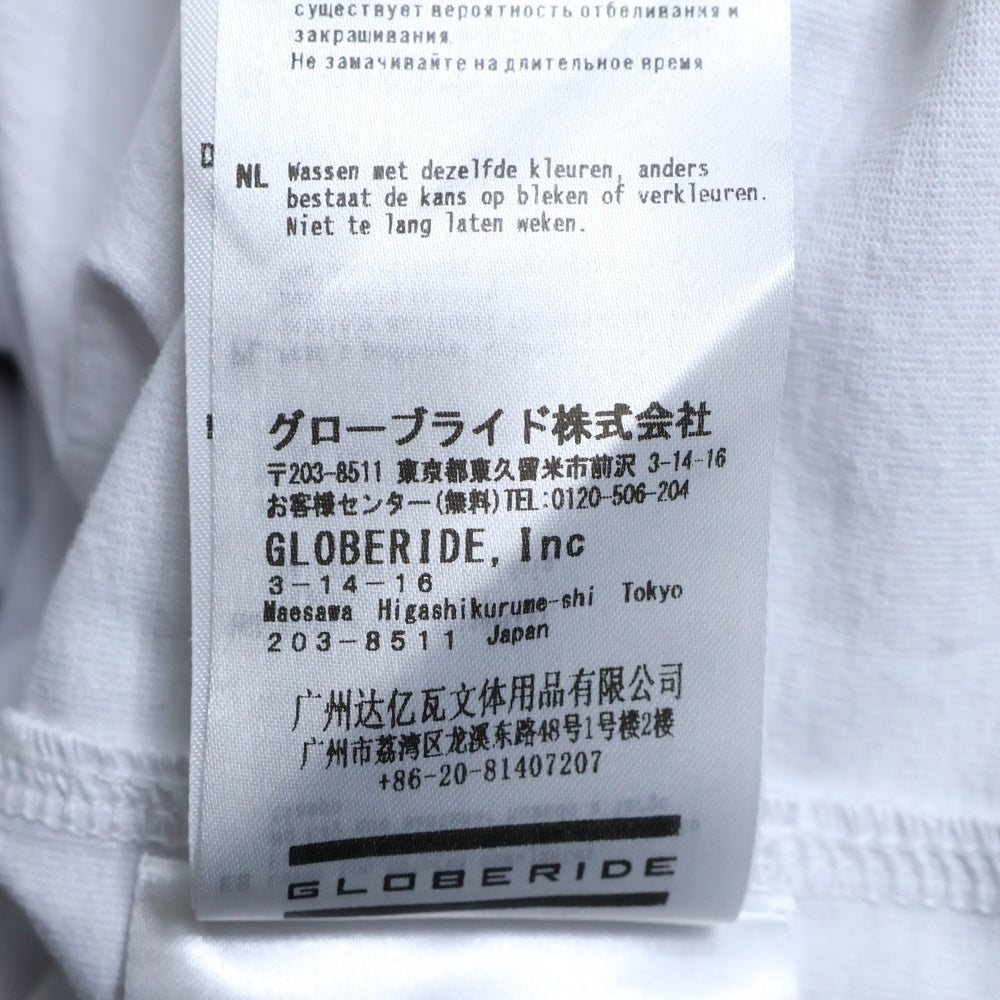 существует вероятность отбеливания и
закрашивания.
Не замачивайте на длительное время
NL Wassen met dezelfde kleuren, anders
bestaat de kans op bleken of verkleuren.
Niet te lang laten weken.
グローブライド株式会社
〒203-8511 東京都東久留米市前沢 3-14-16
お客様センター(無料)TEL:0120-506-204
GLOBERIDE, Inc
3-14-16
Maesawa Higashikurume-shi Tokyo
203-8511 Japan
广州达亿瓦文体用品有限公司
广州市荔湾区龙溪东路48号1号楼2楼
+86-20-81407207
GLOBERIDE